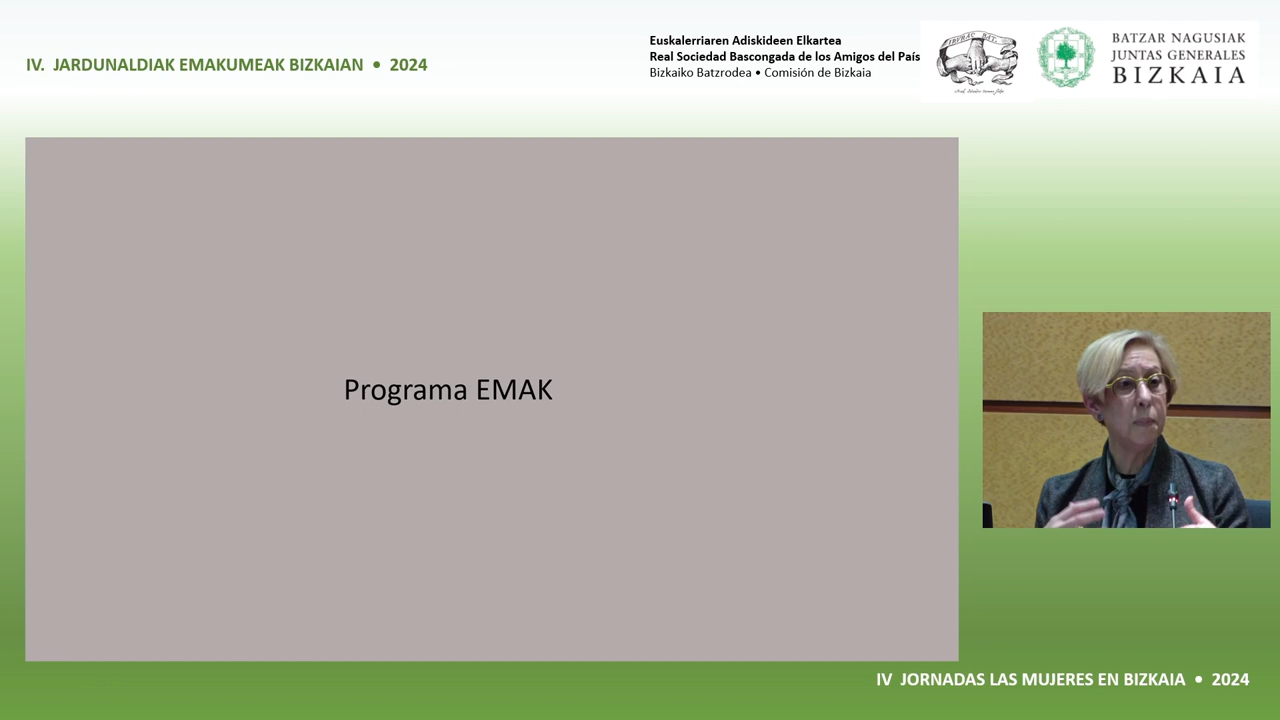 IV. JARDUNALDIAK EMAKUMEAK BIZKAIAN • 2024
Euskalerriaren Adiskideen Elkartea
Real Sociedad Bascongada de los Amigos del País
Bizkaiko Batzrodea • Comisión de Bizkaia
BATZAR NAGUSIAK
JUNTAS GENERALES
BIZKAIA
Programa EMAK
IV JORNADAS LAS MUJERES EN BIZKAIA • 2024